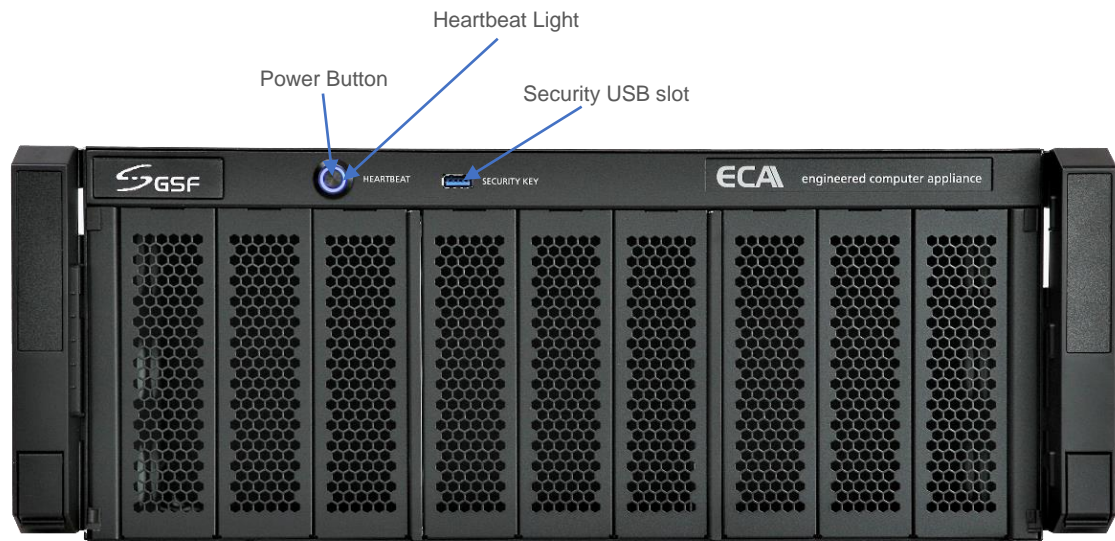 Heartbeat Light
Power Button
Security USB slot
GSF
HEARTBEAT
SECURITY KEY
ECA
engineered computer appliance